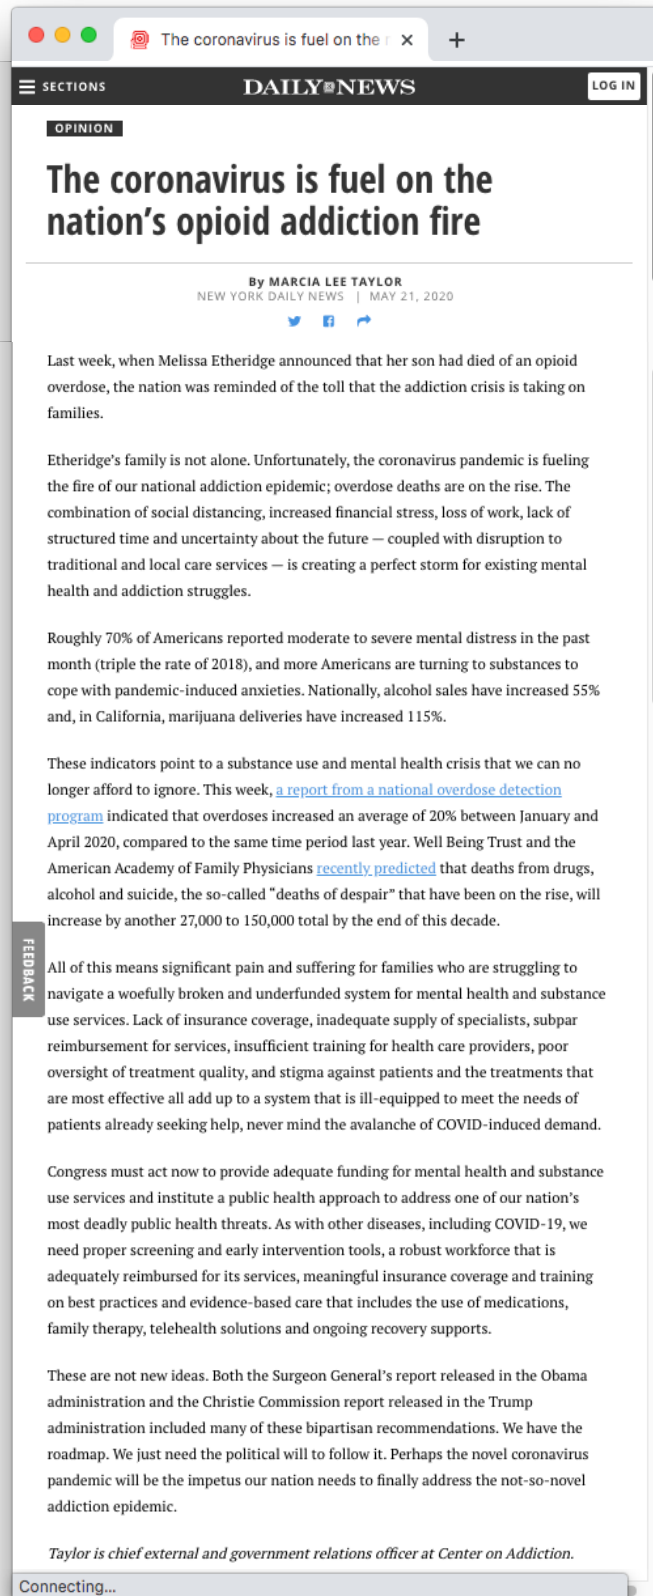 The coronavirus is fuel on the
SECTIONS
DAILY NEWS
LOG IN
OPINION
The coronavirus is fuel on the
nation's opioid addiction fire
By MARCIA LEE TAYLOR
NEW YORK DAILY NEWS | MAY 21, 2020
Last week, when Melissa Etheridge announced that her son had died of an opioid
overdose, the nation was reminded of the toll that the addiction crisis is taking on
families.
Etheridge's family is not alone. Unfortunately, the coronavirus pandemic is fueling
the fire of our national addiction epidemic; overdose deaths are on the rise. The
combination of social distancing, increased financial stress, loss of work, lack of
structured time and uncertainty about the future — coupled with disruption to
traditional and local care services — is creating a perfect storm for existing mental
health and addiction struggles.
Roughly 70% of Americans reported moderate to severe mental distress in the past
month (triple the rate of 2018), and more Americans are turning to substances to
cope with pandemic-induced anxieties. Nationally, alcohol sales have increased 55%
and, in California, marijuana deliveries have increased 115%.
These indicators point to a substance use and mental health crisis that we can no
longer afford to ignore. This week, a report from a national overdose detection
program indicated that overdoses increased an average of 20% between January and
April 2020, compared to the same time period last year. Well Being Trust and the
American Academy of Family Physicians recently predicted that deaths from drugs,
alcohol and suicide, the so-called “deaths of despair” that have been on the rise, will
increase by another 27,000 to 150,000 total by the end of this decade.
FEEDBACK
All of this means significant pain and suffering for families who are struggling to
navigate a woefully broken and underfunded system for mental health and substance
use services. Lack of insurance coverage, inadequate supply of specialists, subpar
reimbursement for services, insufficient training for health care providers, poor
oversight of treatment quality, and stigma against patients and the treatments that
are most effective all add up to a system that is ill-equipped to meet the needs of
patients already seeking help, never mind the avalanche of COVID-induced demand.
Congress must act now to provide adequate funding for mental health and substance
use services and institute a public health approach to address one of our nation's
most deadly public health threats. As with other diseases, including COVID-19, we
need proper screening and early intervention tools, a robust workforce that is
adequately reimbursed for its services, meaningful insurance coverage and training
on best practices and evidence-based care that includes the use of medications,
family therapy, telehealth solutions and ongoing recovery supports.
These are not new ideas. Both the Surgeon General's report released in the Obama
administration and the Christie Commission report released in the Trump
administration included many of these bipartisan recommendations. We have the
roadmap. We just need the political will to follow it. Perhaps the novel coronavirus
pandemic will be the impetus our nation needs to finally address the not-so-novel
addiction epidemic.
Taylor is chief external and government relations officer at Center on Addiction.
Connecting...